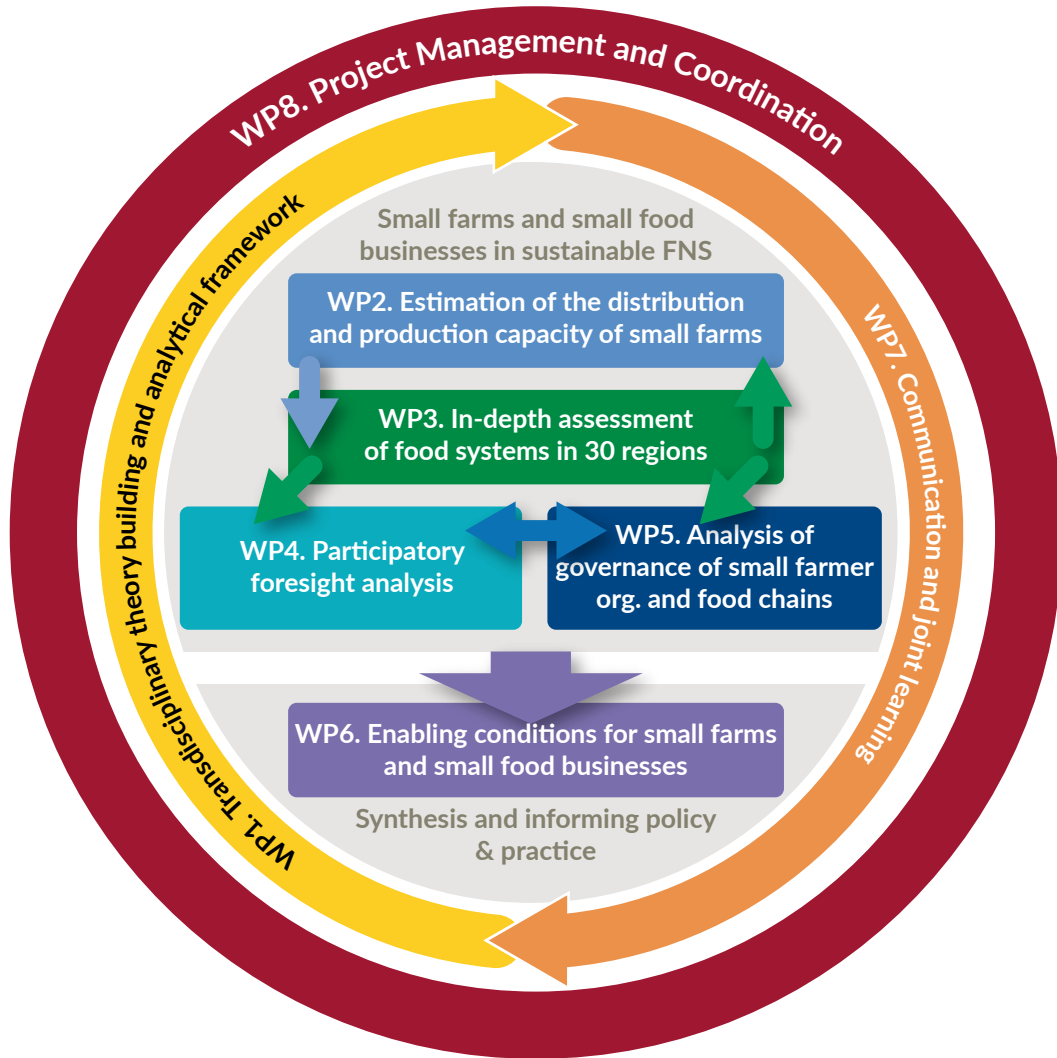 WP8. Project Management and Coordination
WP1. Transdisciplinary theory building and analytical framework
WP7. Communication and joint learning
Small farms and small food
businesses in sustainable FNS
WP2. Estimation of the distribution
and production capacity of small farms
WP3. In-depth assessment
of food systems in 30 regions
WP4. Participatory
foresight analysis
WP5. Analysis of
governance of small farmer
org. and food chains
WP6. Enabling conditions for small farms
and small food businesses
Synthesis and informing policy
& practice